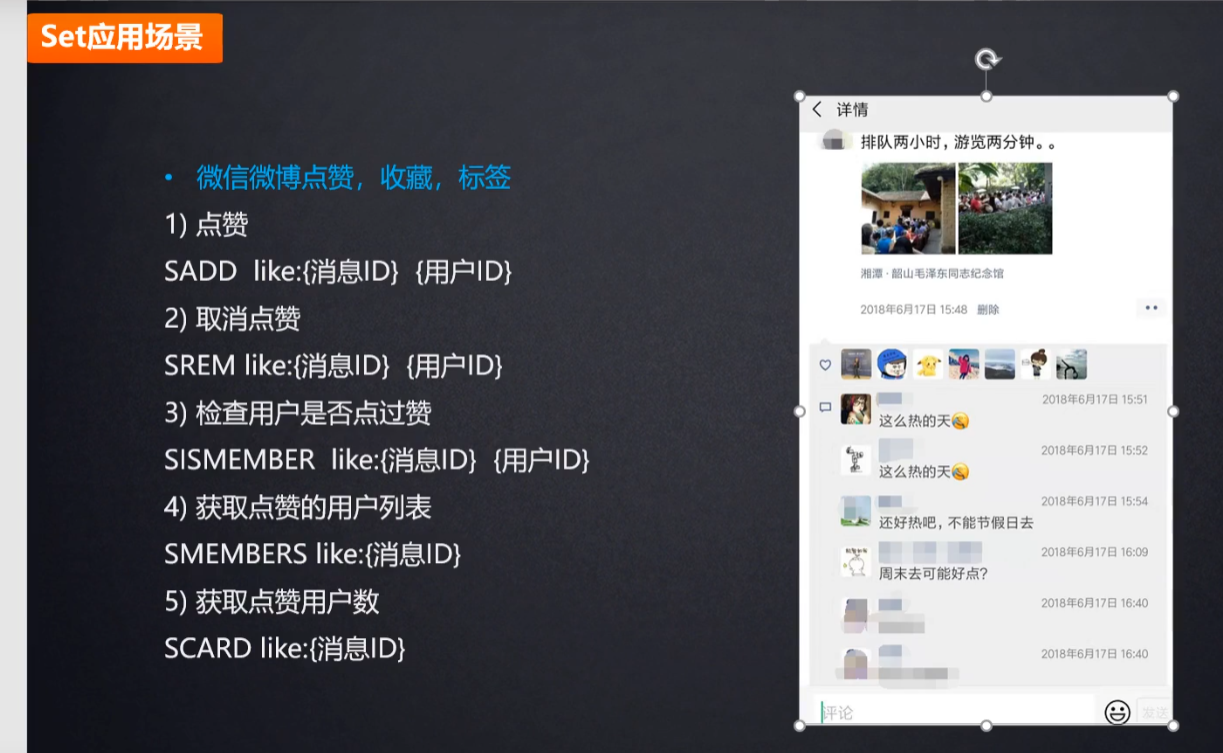 Set应用场景
• 微信微博点赞，收藏，标签
1) 点赞
SADD like:{消息ID} {用户ID}
2) 取消点赞
SREM like:{消息ID} {用户ID}
3) 检查用户是否点过赞
SISMEMBER like:{消息ID} {用户ID}
4) 获取点赞的用户列表
SMEMBERS like:{消息ID}
5) 获取点赞用户数
SCARD like:{消息ID}
详情
排队两小时，游览两分钟。。
湘潭 · 韶山毛泽东同志纪念馆
2018年6月17日 15:48 删除
2018年6月17日 15:51
这么热的天
2018年6月17日 15:52
这么热的天
2018年6月17日 15:54
还好热吧，不能节假日去
2018年6月17日 16:09
周末去可能好点?
2018年6月17日 16:40
2018年6月17日 16:40
评论
发送